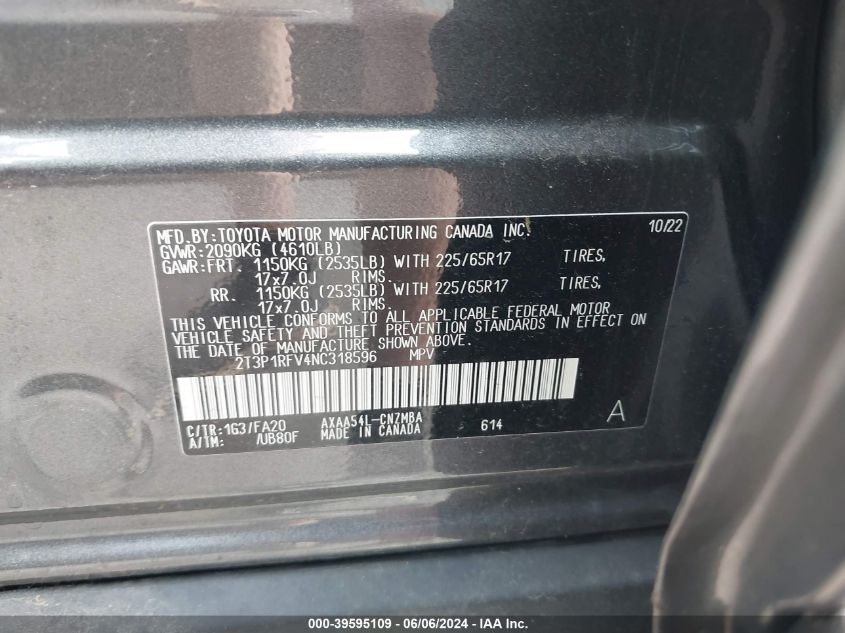 MFD.BY:TOYOTA MOTOR MANUFACTURING CANADA INC. 10/22
GVWR:2090KG (4610LB)
GAWR:FRT. 1150KG (2535LB) WITH 225/65R17 TIRES,
17x7.0J RIMS.
RR. 1150KG (2535LB) WITH 225/65R17 TIRES,
17x7.0J RIMS.
THIS VEHICLE CONFORMS TO ALL APPLICABLE FEDERAL MOTOR
VEHICLE SAFETY AND THEFT PREVENTION STANDARDS IN EFFECT ON
THE DATE OF MANUFACTURE SHOWN ABOVE.
2T3P1RFV4NC318596 MPV
C/TR:1G3/FA20 AXAA54L-CNZMBA 614 A
A/TM: /UB80F MADE IN CANADA
000-39595109 - 06/06/2024 - IAA Inc.